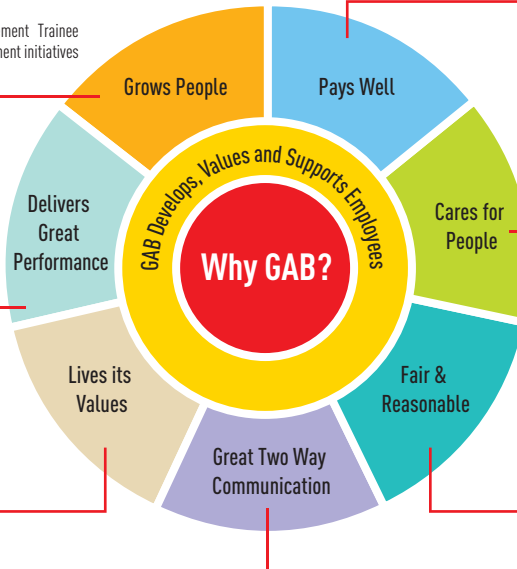 ment Trainee
ment initiatives
Grows People
Pays Well
Delivers
Great
Performance
GAB Develops, Values and Supports Employees
Cares for
People
Why GAB?
Lives its
Values
Fair &
Reasonable
Great Two Way
Communication